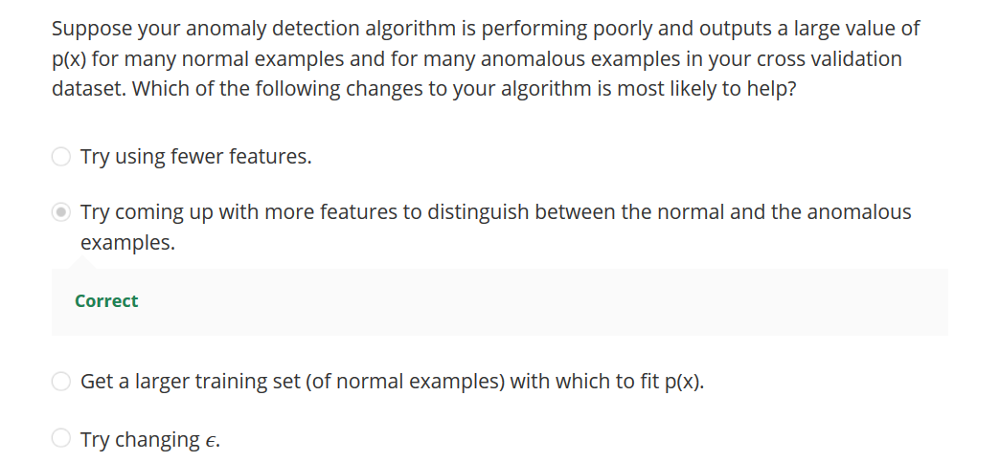 Suppose your anomaly detection algorithm is performing poorly and outputs a large value of
p(x) for many normal examples and for many anomalous examples in your cross validation
dataset. Which of the following changes to your algorithm is most likely to help?
Try using fewer features.
Try coming up with more features to distinguish between the normal and the anomalous
examples.
Correct
Get a larger training set (of normal examples) with which to fit p(x).
Try changing ϵ.